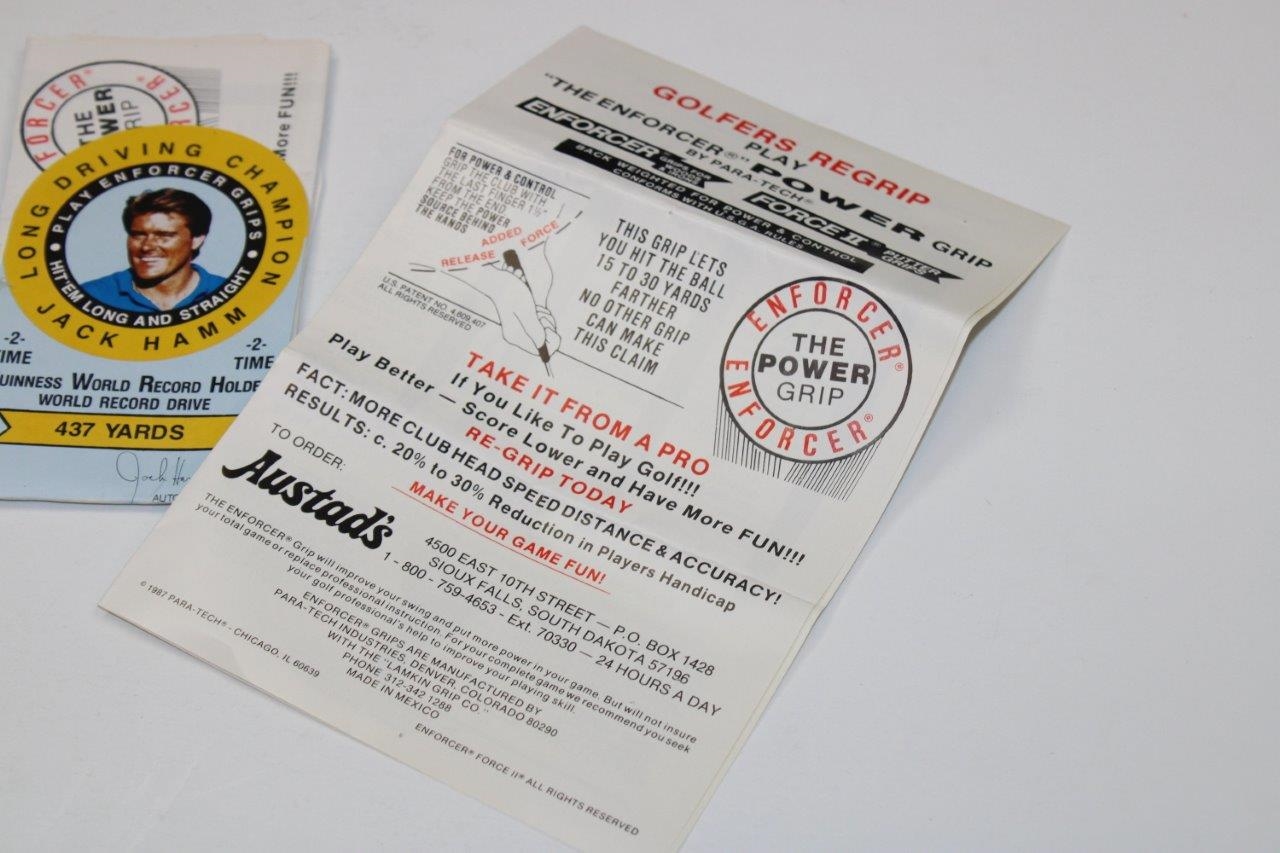 ENFORCER®
THE
POWER
GRIP
ENFORCER®
More FUN!!!
LONG DRIVING CHAMPION
• PLAY ENFORCER GRIPS •
HIT'EM LONG AND STRAIGHT
JACK HAMM
-2-
TIME
-2-
TIME
GUINNESS WORLD RECORD HOLDE
WORLD RECORD DRIVE
437 YARDS
AUTO
GOLFERS REGRIP
"THE ENFORCER®" PLAY POWER GRIP
BY PARA-TECH®
ENFORCER GRIPS FOR WOODS & IRONS
FORCE II® PUTTER GRIPS
BACK WEIGHTED FOR POWER & CONTROL
CONFORMS WITH U.S.G.A. RULES
FOR POWER & CONTROL
GRIP THE CLUB WITH
THE LAST FINGER 1½"
FROM THE END
KEEP THE POWER
SOURCE BEHIND
THE HANDS
ADDED FORCE
RELEASE
U.S. PATENT NO. 4,809,407
ALL RIGHTS RESERVED
THIS GRIP LETS
YOU HIT THE BALL
15 TO 30 YARDS
FARTHER
NO OTHER GRIP
CAN MAKE
THIS CLAIM
ENFORCER®
THE
POWER
GRIP
ENFORCER®
TAKE IT FROM A PRO
If You Like To Play Golf!!!
Play Better — Score Lower and Have More FUN!!!
RE-GRIP TODAY
FACT: MORE CLUB HEAD SPEED DISTANCE & ACCURACY!
RESULTS: c. 20% to 30% Reduction in Players Handicap
MAKE YOUR GAME FUN!
TO ORDER:
Austad's
4500 EAST 10TH STREET — P.O. BOX 1428
SIOUX FALLS, SOUTH DAKOTA 57196
1 - 800 - 759-4653 - Ext. 70330 — 24 HOURS A DAY
THE ENFORCER® Grip will improve your swing and put more power in your game. But will not insure
your total game or replace professional instruction. For your complete game we recommend you seek
your golf professional's help to improve your playing skill.
ENFORCER® GRIPS ARE MANUFACTURED BY
PARA-TECH INDUSTRIES, DENVER, COLORADO 80290
WITH THE "LAMKIN GRIP CO."
PHONE 312-342 1288
MADE IN MEXICO
© 1987 PARA-TECH® - CHICAGO, IL 60639
ENFORCER® FORCE II® ALL RIGHTS RESERVED